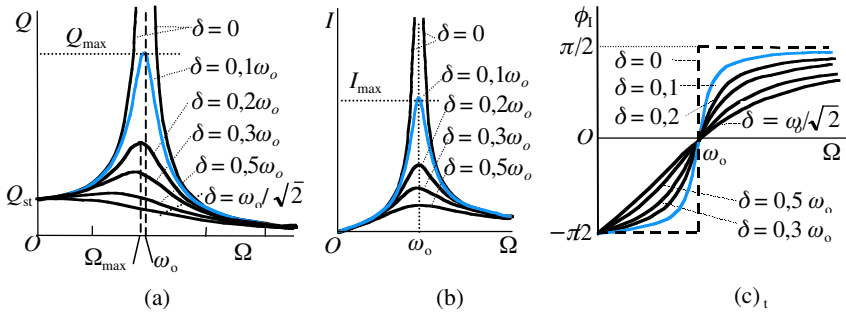 Q
Q_max
δ = 0
δ = 0,1ω_o
δ = 0,2ω_o
δ = 0,3ω_o
δ = 0,5ω_o
δ = ω_o/√2
Q_st
O
Ω_max
ω_o
Ω
(a)
I
δ = 0
δ = 0,1ω_o
I_max
δ = 0,2ω_o
δ = 0,3ω_o
δ = 0,5ω_o
O
ω_o
Ω
(b)
ϕ_I
π/2
δ = 0
δ = 0,1
δ = 0,2
δ = ω_o/√2
O
ω_o
Ω
δ = 0,5 ω_o
δ = 0,3 ω_o
−π/2
(c) t